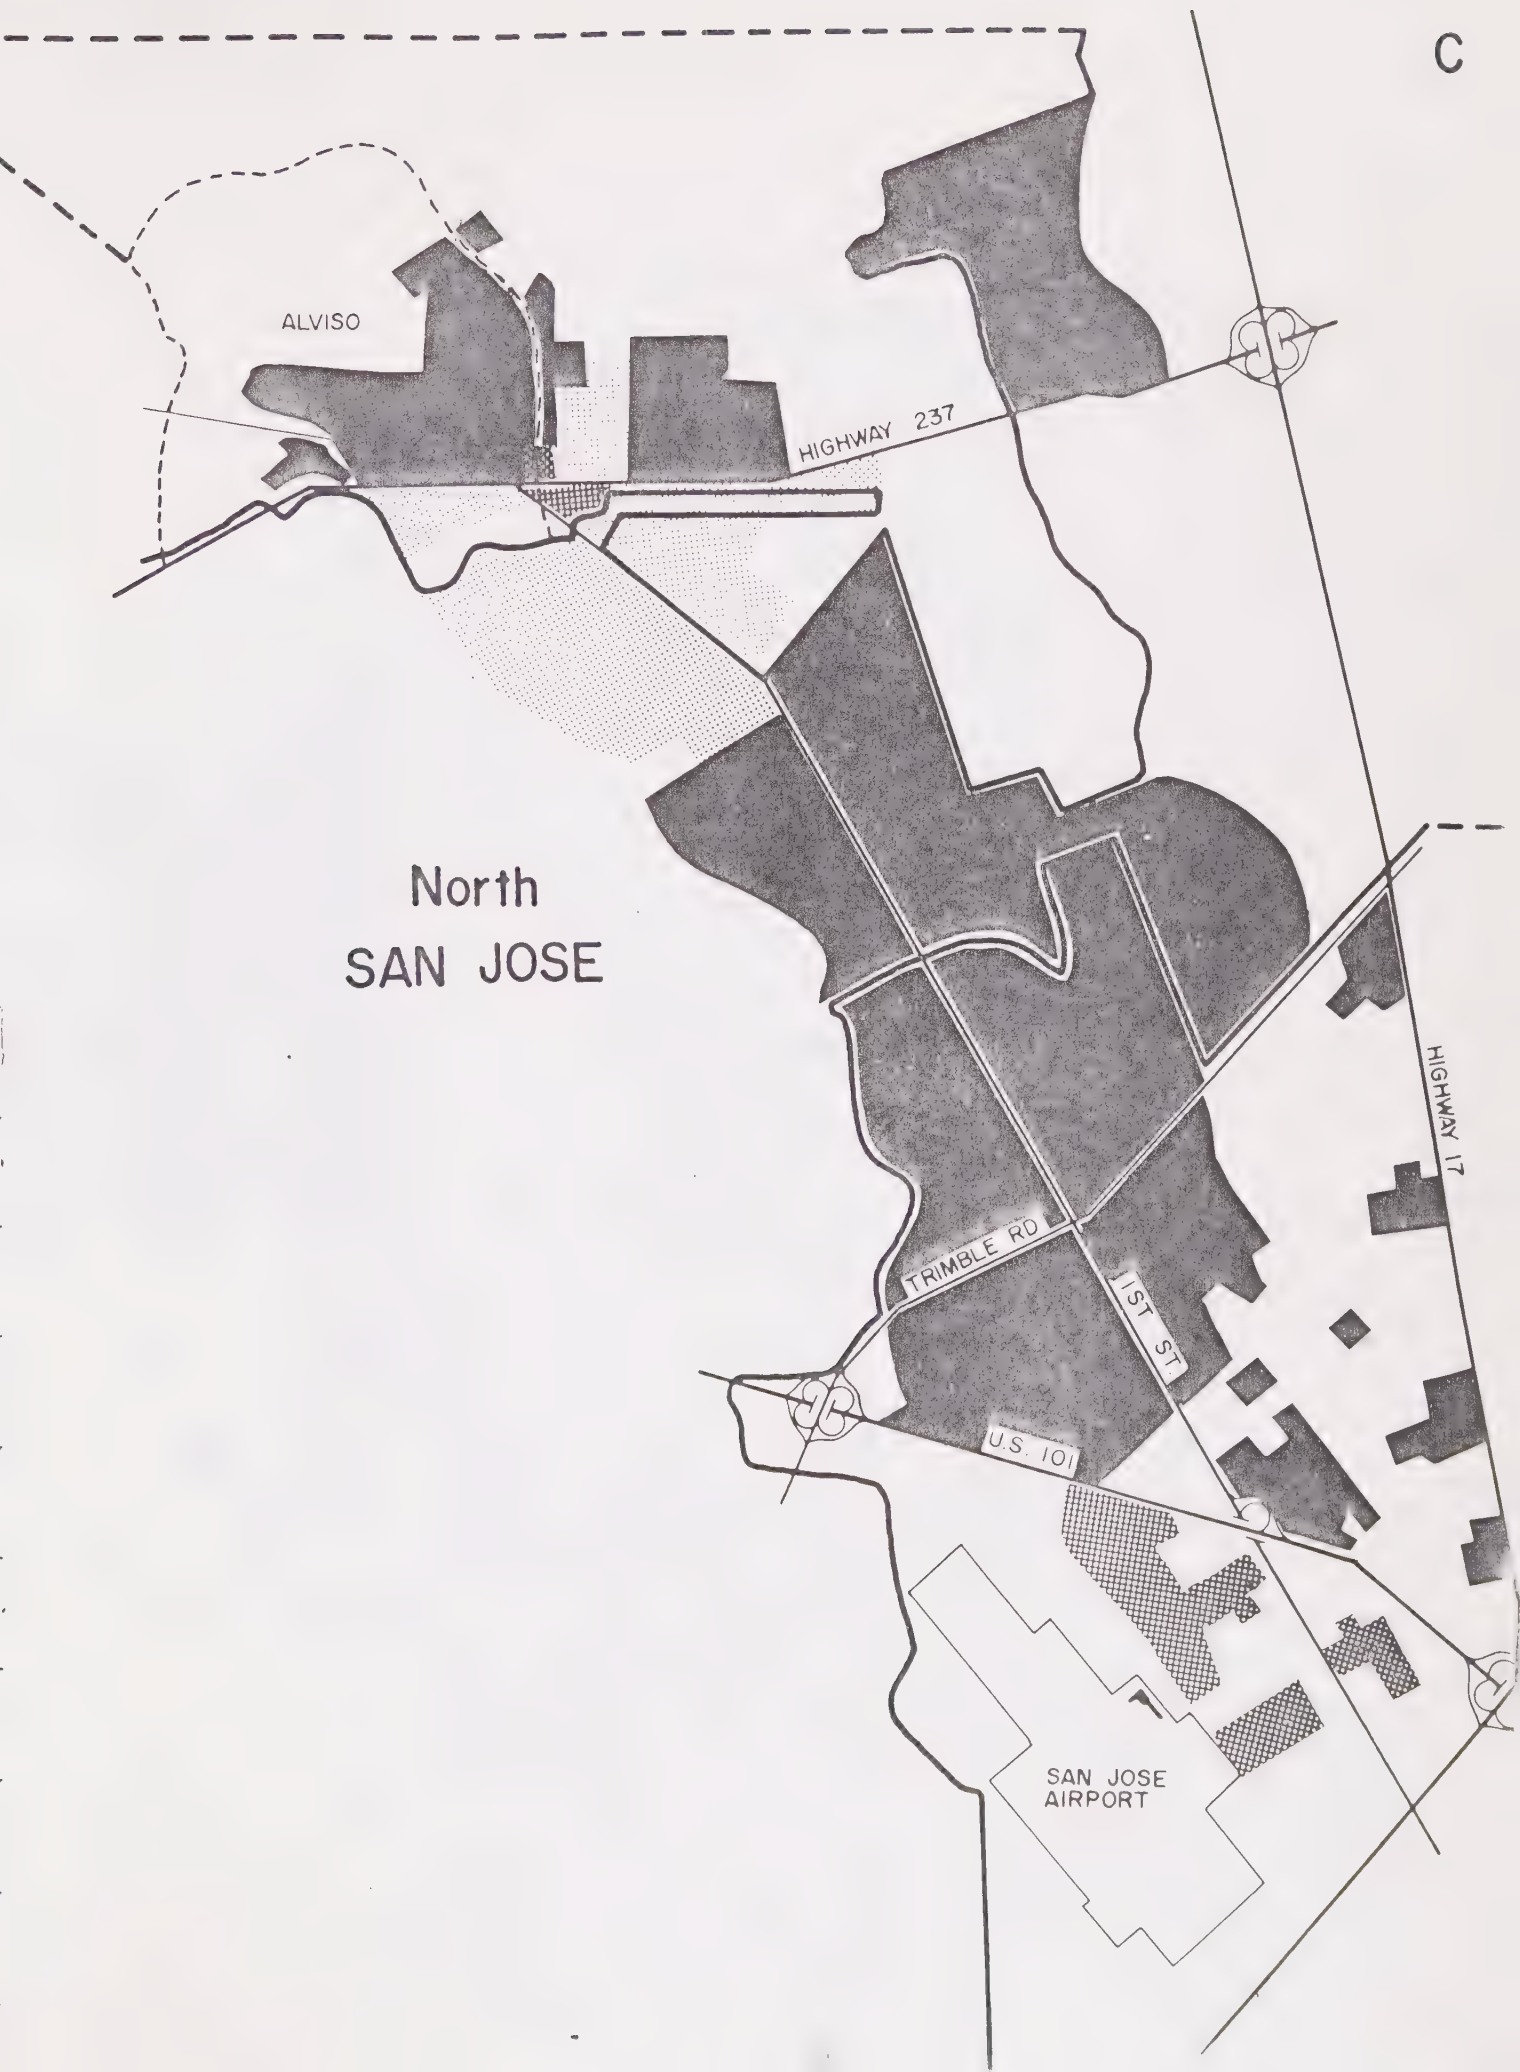 C
ALVISO
HIGHWAY 237
North
SAN JOSE
HIGHWAY 17
TRIMBLE RD
1ST ST.
U.S. 101
SAN JOSE
AIRPORT